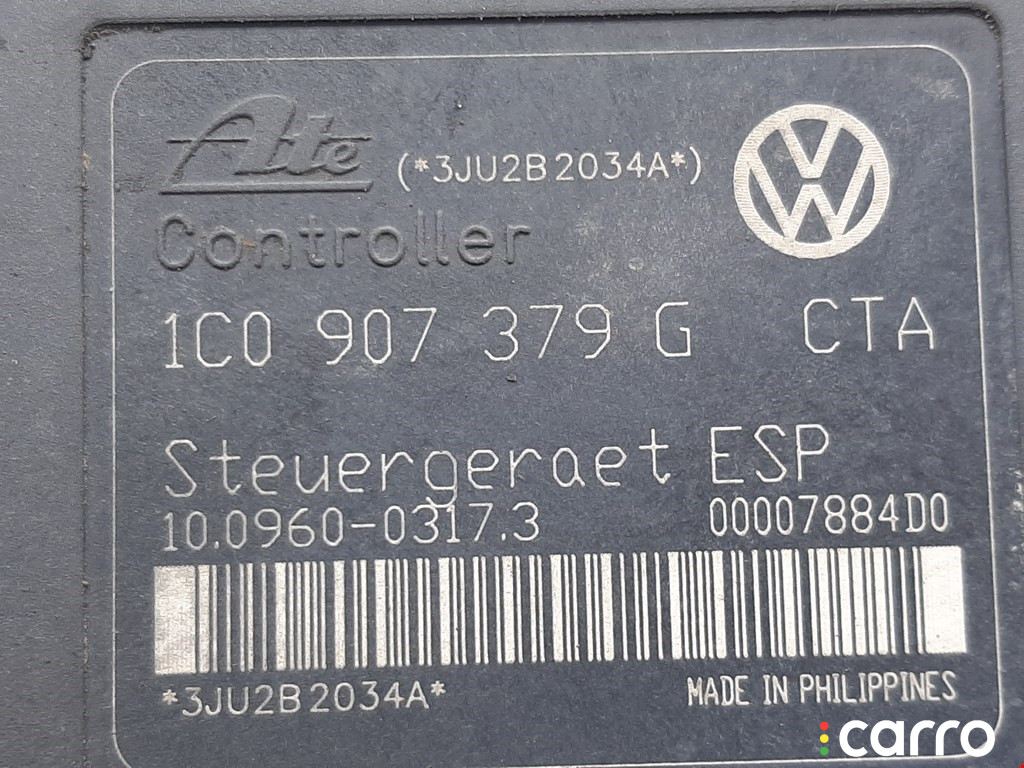 Ate (*3JU2B2034A*)
Controller
1C0 907 379 G CTA
Steuergeraet ESP
10.0960-0317.3 00007884D0
*3JU2B2034A* MADE IN PHILIPPINES
carro